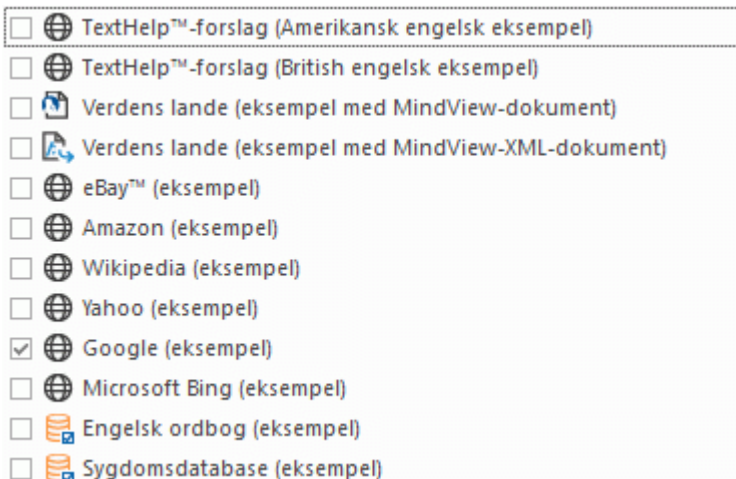 TextHelp™-forslag (Amerikansk engelsk eksempel)
TextHelp™-forslag (British engelsk eksempel)
Verdens lande (eksempel med MindView-dokument)
Verdens lande (eksempel med MindView-XML-dokument)
eBay™ (eksempel)
Amazon (eksempel)
Wikipedia (eksempel)
Yahoo (eksempel)
Google (eksempel)
Microsoft Bing (eksempel)
Engelsk ordbog (eksempel)
Sygdomsdatabase (eksempel)